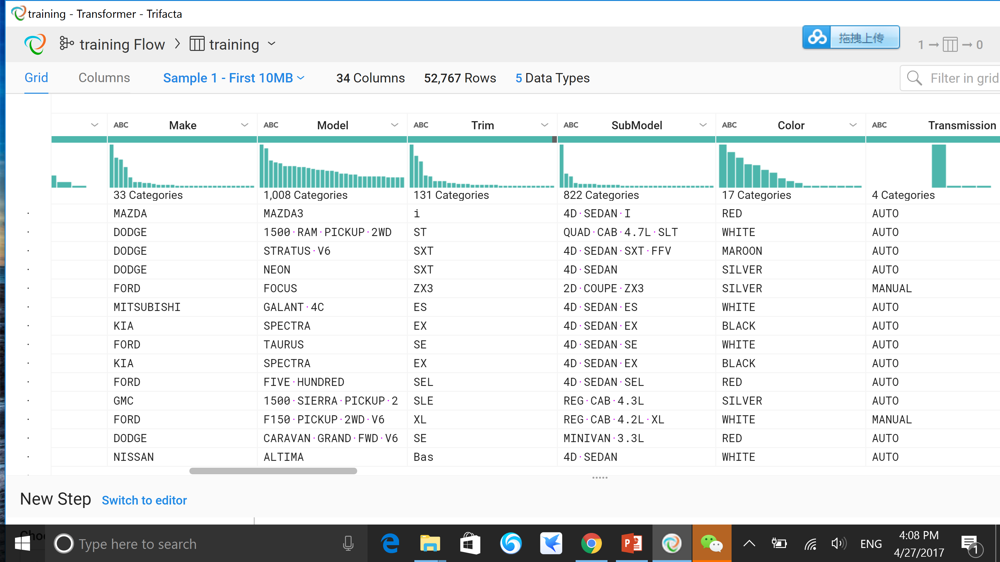 training - Transformer - Trifacta
training Flow > training
拖拽上传
1 → → 0
Grid Columns Sample 1 - First 10MB 34 Columns 52,767 Rows 5 Data Types Filter in grid
ABC Make ABC Model ABC Trim ABC SubModel ABC Color ABC Transmission
33 Categories 1,008 Categories 131 Categories 822 Categories 17 Categories 4 Categories
MAZDA MAZDA3 i 4D·SEDAN·I RED AUTO
DODGE 1500·RAM·PICKUP·2WD ST QUAD·CAB·4.7L·SLT WHITE AUTO
DODGE STRATUS·V6 SXT 4D·SEDAN·SXT·FFV MAROON AUTO
DODGE NEON SXT 4D·SEDAN SILVER AUTO
FORD FOCUS ZX3 2D·COUPE·ZX3 SILVER MANUAL
MITSUBISHI GALANT·4C ES 4D·SEDAN·ES WHITE AUTO
KIA SPECTRA EX 4D·SEDAN·EX BLACK AUTO
FORD TAURUS SE 4D·SEDAN·SE WHITE AUTO
KIA SPECTRA EX 4D·SEDAN·EX BLACK AUTO
FORD FIVE·HUNDRED SEL 4D·SEDAN·SEL RED AUTO
GMC 1500·SIERRA·PICKUP·2 SLE REG·CAB·4.3L SILVER AUTO
FORD F150·PICKUP·2WD·V6 XL REG·CAB·4.2L·XL WHITE MANUAL
DODGE CARAVAN·GRAND·FWD·V6 SE MINIVAN·3.3L RED AUTO
NISSAN ALTIMA Bas 4D·SEDAN WHITE AUTO
New Step Switch to editor
Type here to search
ENG
4:08 PM
4/27/2017
1